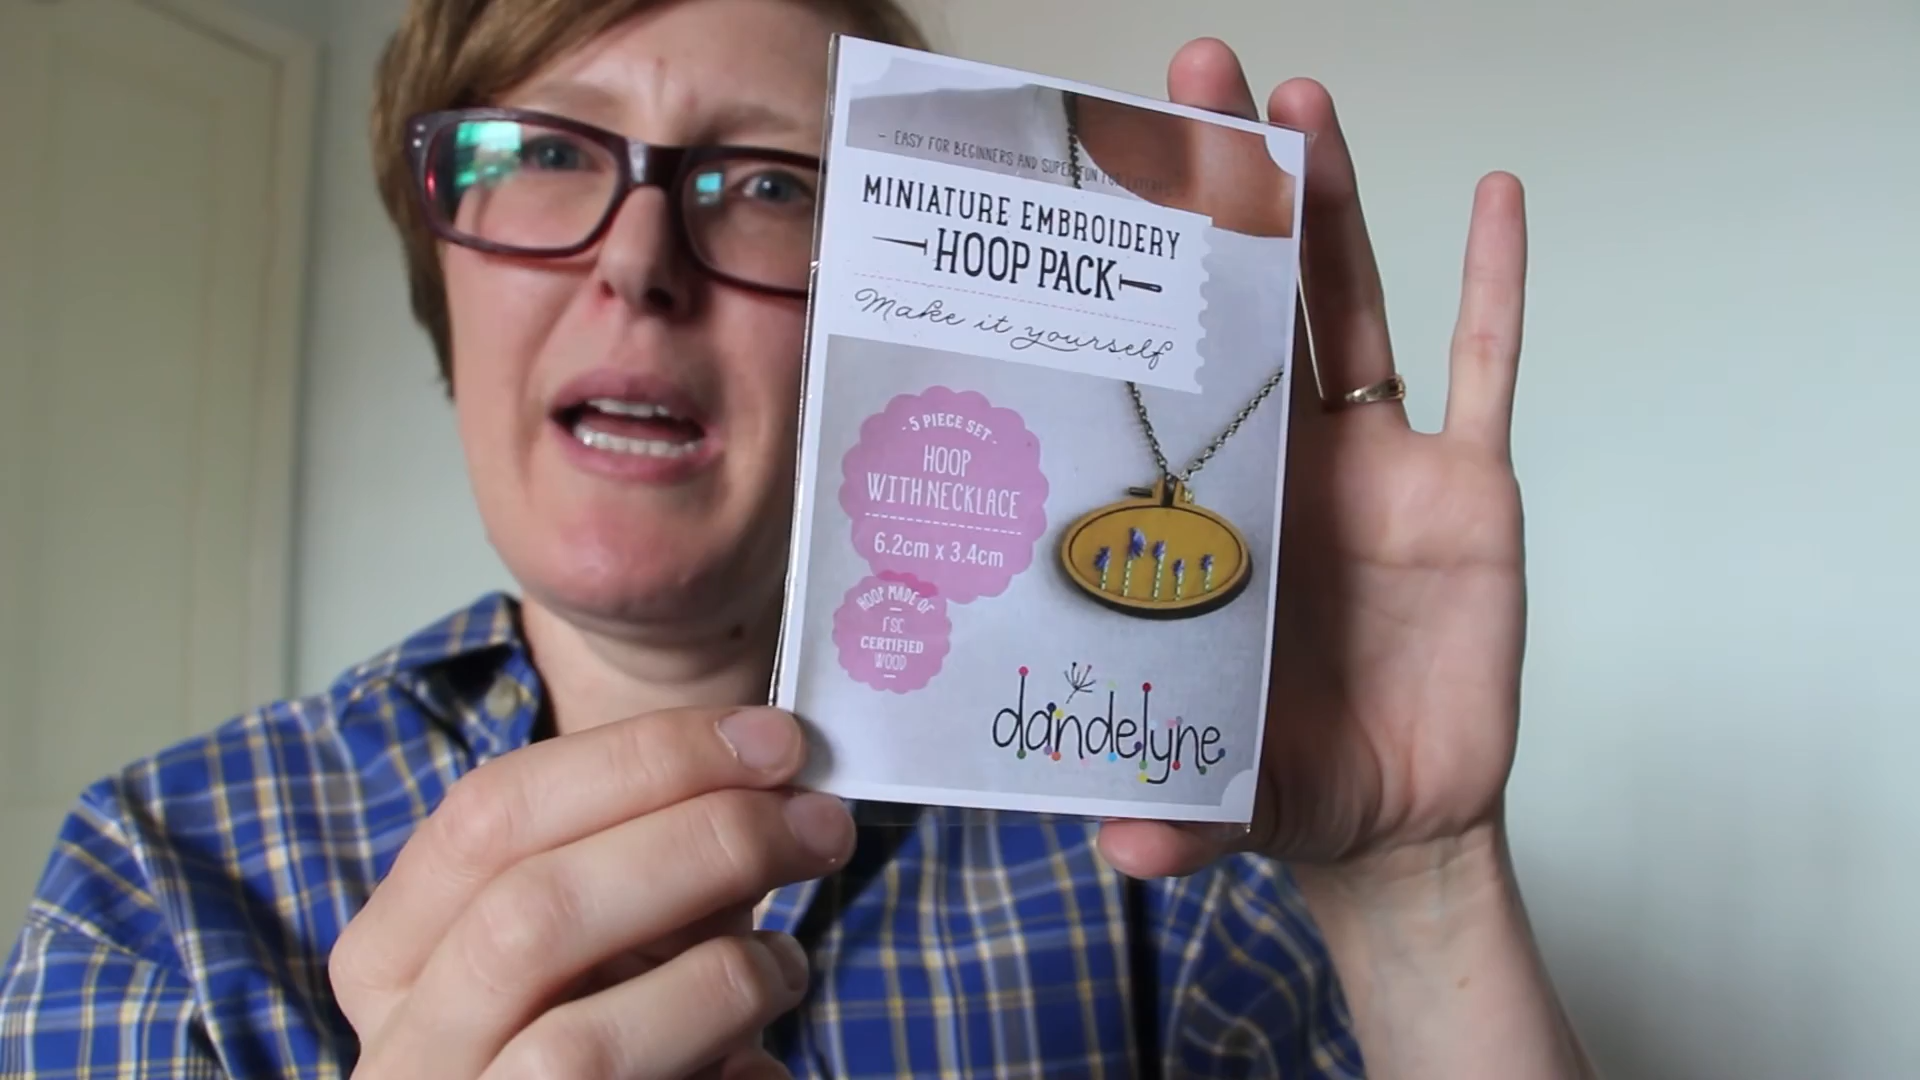 - EASY FOR BEGINNERS AND SUPER FUN FOR
MINIATURE EMBROIDERY
HOOP PACK
Make it yourself
- 5 PIECE SET -
HOOP
WITH NECKLACE
6.2cm x 3.4cm
HOOP MADE OF
FSC
CERTIFIED
WOOD
dandelyne